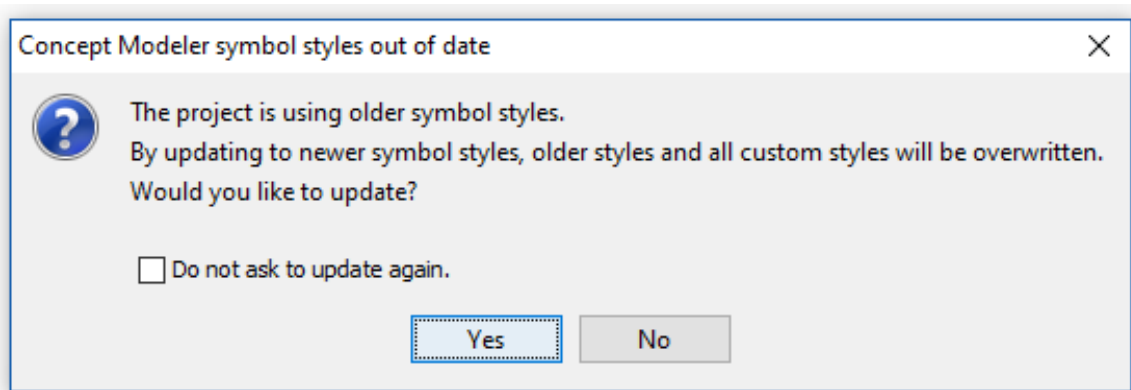 Concept Modeler symbol styles out of date
The project is using older symbol styles.
By updating to newer symbol styles, older styles and all custom styles will be overwritten.
Would you like to update?
Do not ask to update again.
Yes
No